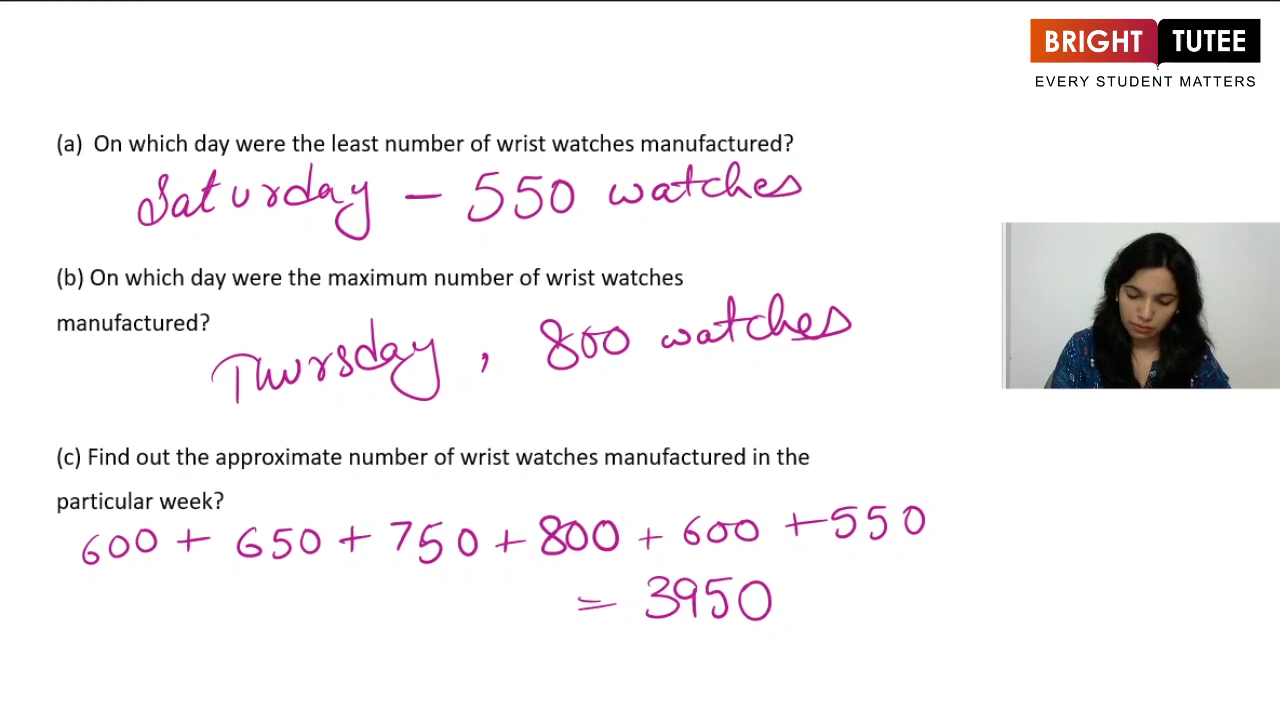 BRIGHT TUTEE
EVERY STUDENT MATTERS
(a) On which day were the least number of wrist watches manufactured?
Saturday - 550 watches
(b) On which day were the maximum number of wrist watches
manufactured?
Thursday, 800 watches
(c) Find out the approximate number of wrist watches manufactured in the
particular week?
600 + 650 + 750 + 800 + 600 + 550
= 3950